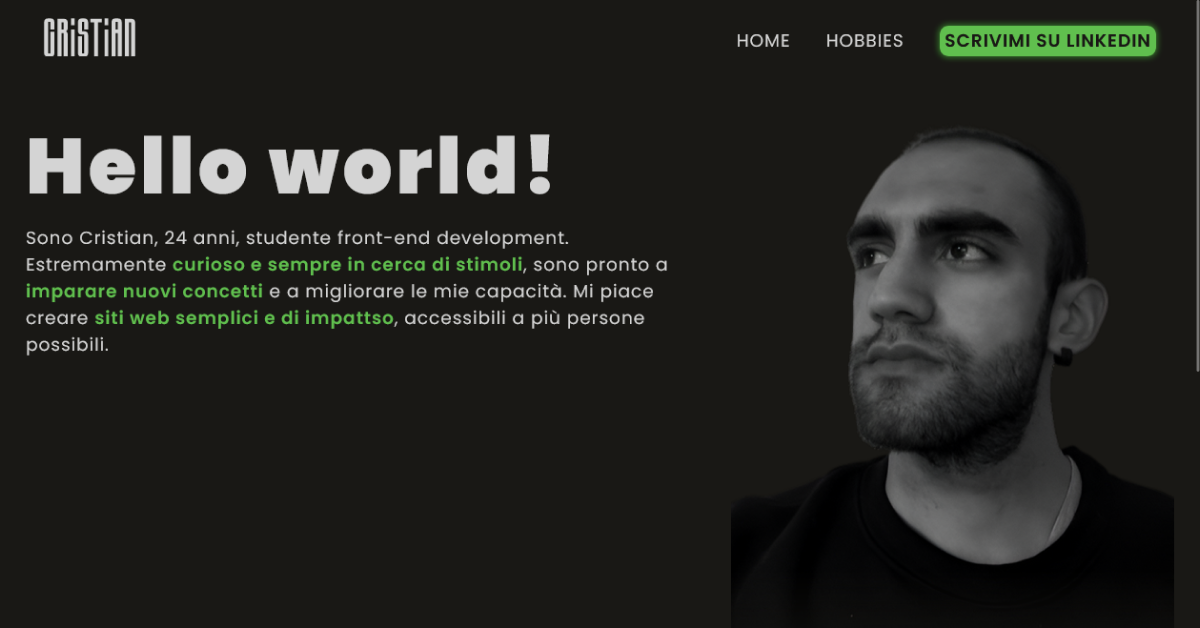 CRiSTiAN
HOME HOBBIES SCRIVIMI SU LINKEDIN
Hello world!
Sono Cristian, 24 anni, studente front-end development.
Estremamente curioso e sempre in cerca di stimoli, sono pronto a
imparare nuovi concetti e a migliorare le mie capacità. Mi piace
creare siti web semplici e di impattso, accessibili a più persone
possibili.